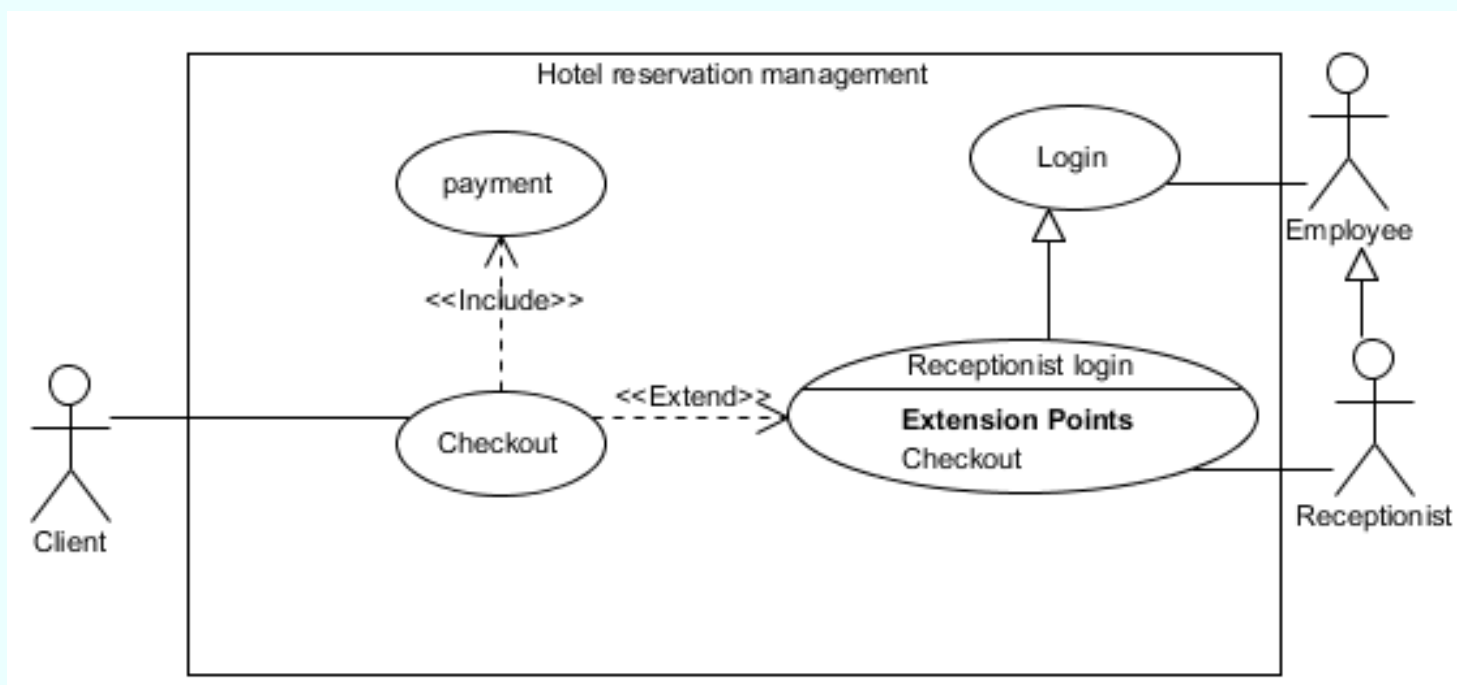 Hotel reservation management
payment
Login
Employee
<<Include>>
Receptionist login
<<Extend>>
Extension Points
Checkout
Checkout
Client
Receptionist